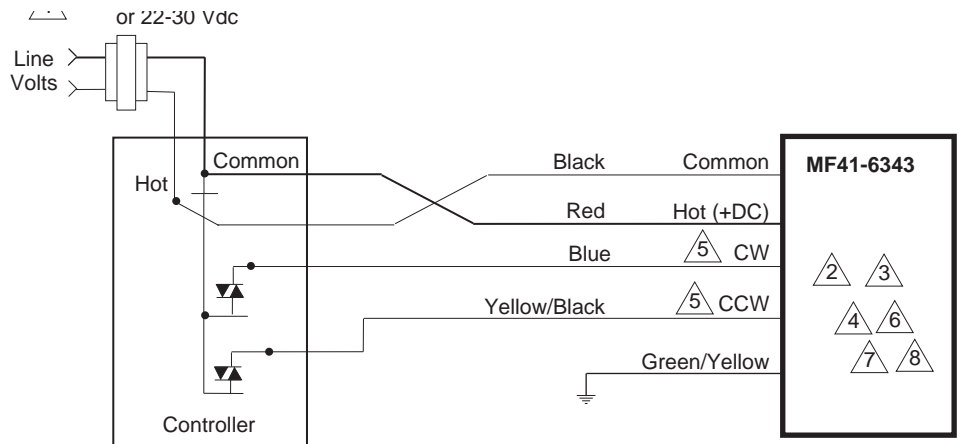 or 22-30 Vdc
Line
Volts
Common
Hot
Black Common
MF41-6343
Red Hot (+DC)
Blue 5 CW
2 3
Yellow/Black 5 CCW
4 6
7 8
Green/Yellow
Controller